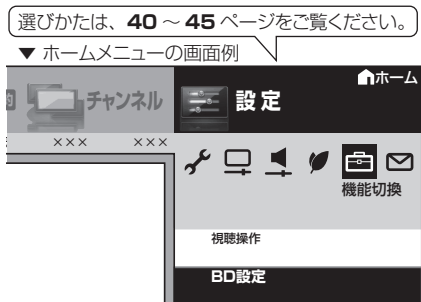 選びかたは、40～45ページをご覧ください。
▼ ホームメニューの画面例
ホーム
チャンネル
設定
××× ×××
機能切換
視聴操作
BD設定